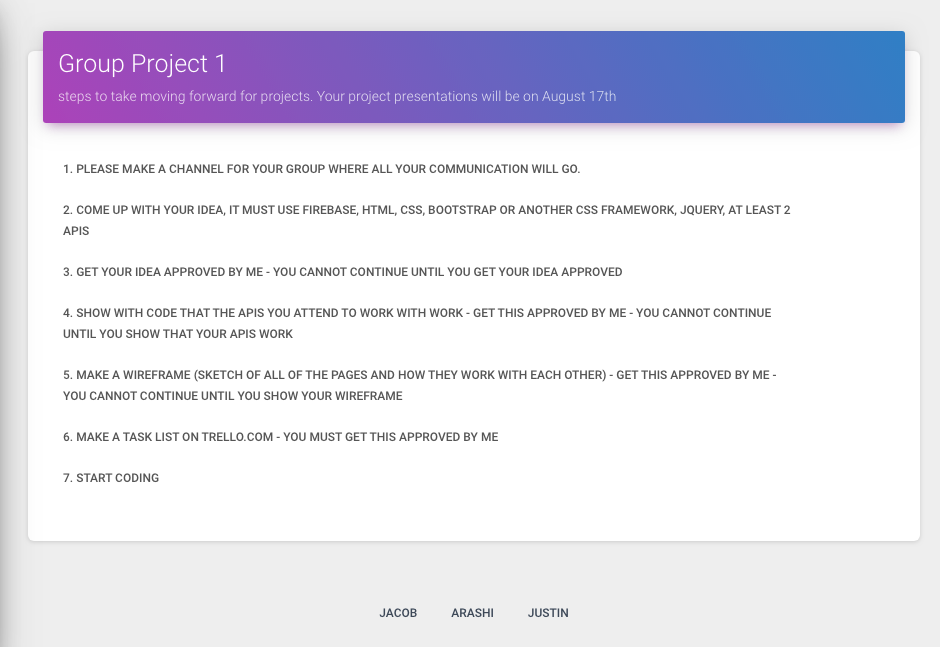 Group Project 1
steps to take moving forward for projects. Your project presentations will be on August 17th
1. PLEASE MAKE A CHANNEL FOR YOUR GROUP WHERE ALL YOUR COMMUNICATION WILL GO.
2. COME UP WITH YOUR IDEA, IT MUST USE FIREBASE, HTML, CSS, BOOTSTRAP OR ANOTHER CSS FRAMEWORK, JQUERY, AT LEAST 2
APIS
3. GET YOUR IDEA APPROVED BY ME - YOU CANNOT CONTINUE UNTIL YOU GET YOUR IDEA APPROVED
4. SHOW WITH CODE THAT THE APIS YOU ATTEND TO WORK WITH WORK - GET THIS APPROVED BY ME - YOU CANNOT CONTINUE
UNTIL YOU SHOW THAT YOUR APIS WORK
5. MAKE A WIREFRAME (SKETCH OF ALL OF THE PAGES AND HOW THEY WORK WITH EACH OTHER) - GET THIS APPROVED BY ME -
YOU CANNOT CONTINUE UNTIL YOU SHOW YOUR WIREFRAME
6. MAKE A TASK LIST ON TRELLO.COM - YOU MUST GET THIS APPROVED BY ME
7. START CODING
JACOB ARASHI JUSTIN